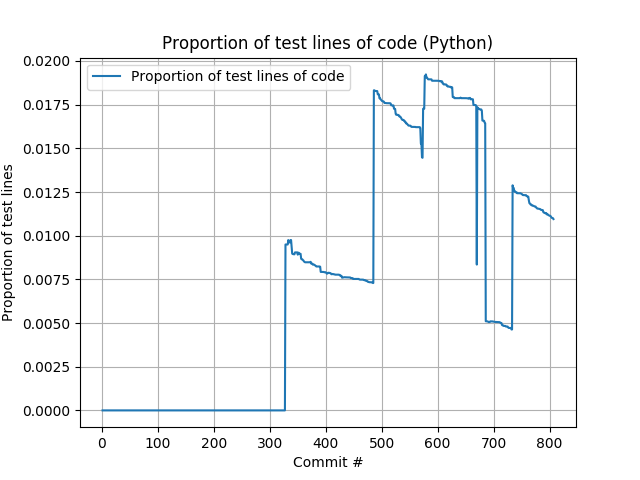 Proportion of test lines of code (Python)
Proportion of test lines of code
Proportion of test lines
0.0200
0.0175
0.0150
0.0125
0.0100
0.0075
0.0050
0.0025
0.0000
0 100 200 300 400 500 600 700 800
Commit #